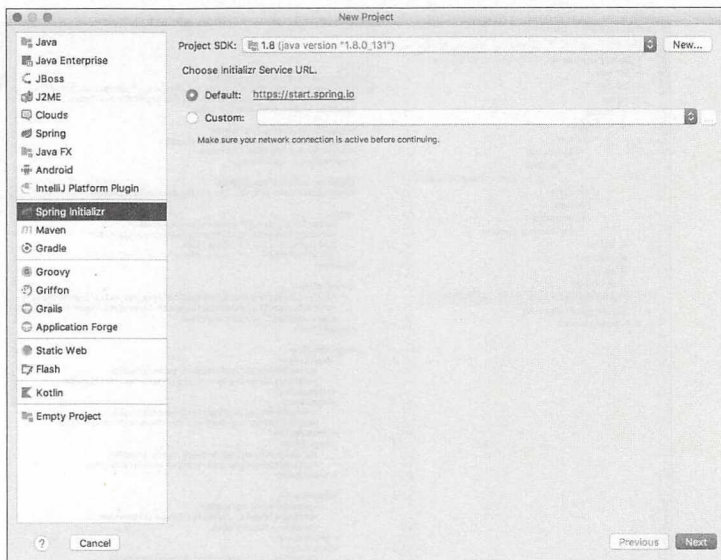 New Project
Java
Java Enterprise
JBoss
J2ME
Clouds
Spring
Java FX
Android
IntelliJ Platform Plugin
Spring Initializr
Maven
Gradle
Groovy
Griffon
Grails
Application Forge
Static Web
Flash
Kotlin
Empty Project
Project SDK: 1.8 (java version "1.8.0_131")
New...
Choose Initializr Service URL.
Default: https://start.spring.io
Custom:
...
Make sure your network connection is active before continuing.
? Cancel
Previous Next